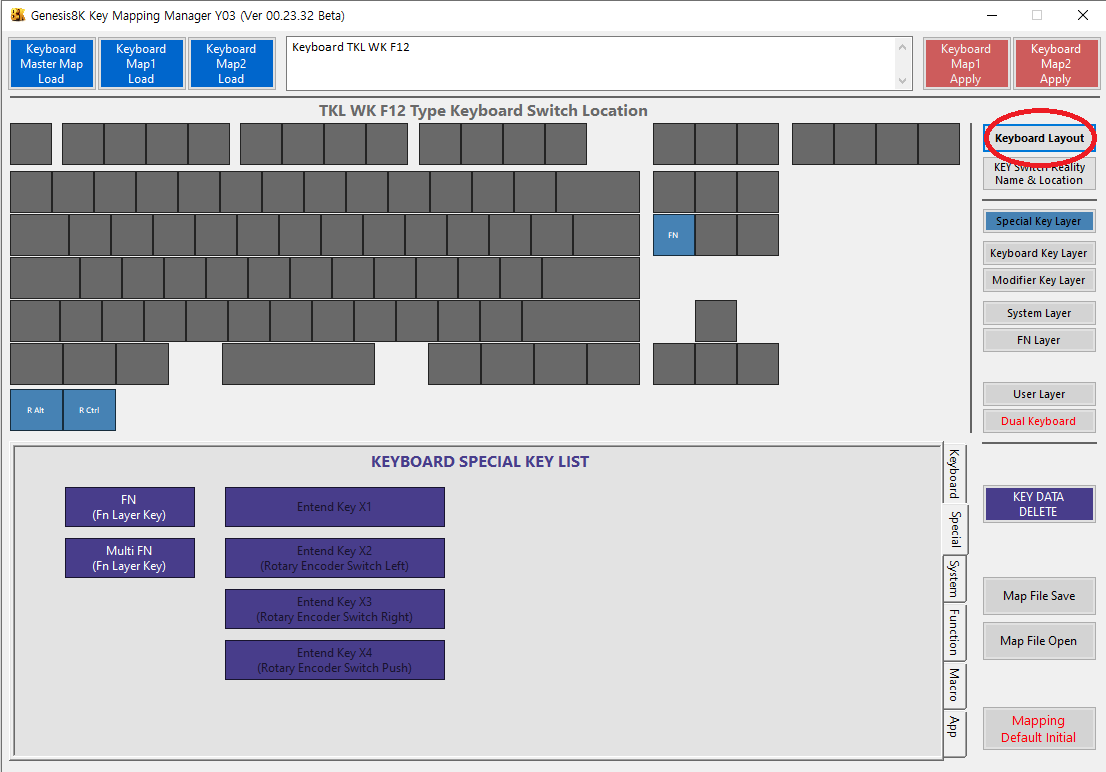 Genesis8K Key Mapping Manager Y03 (Ver 00.23.32 Beta)
Keyboard
Master Map
Load
Keyboard
Map1
Load
Keyboard
Map2
Load
Keyboard TKL WK F12
Keyboard
Map1
Apply
Keyboard
Map2
Apply
TKL WK F12 Type Keyboard Switch Location
Keyboard Layout
KEY Switch Reality
Name & Location
Special Key Layer
FN
Keyboard Key Layer
Modifier Key Layer
System Layer
FN Layer
User Layer
R Alt
R Ctrl
Dual Keyboard
KEYBOARD SPECIAL KEY LIST
FN
(Fn Layer Key)
Multi FN
(Fn Layer Key)
Entend Key X1
Entend Key X2
(Rotary Encoder Switch Left)
Entend Key X3
(Rotary Encoder Switch Right)
Entend Key X4
(Rotary Encoder Switch Push)
Keyboard
Special
System
Function
Macro
App
KEY DATA
DELETE
Map File Save
Map File Open
Mapping
Default Initial